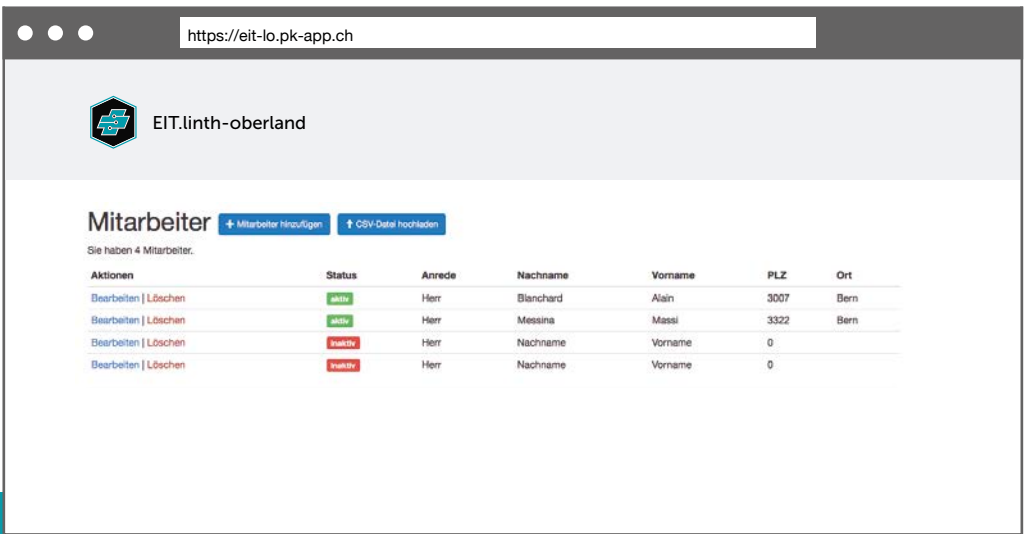 https://eit-lo.pk-app.ch
EIT.linth-oberland
Mitarbeiter + Mitarbeiter hinzufügen CSV-Datei hochladen
Sie haben 4 Mitarbeiter.
Aktionen Status Anrede Nachname Vorname PLZ Ort
Bearbeiten | Löschen aktiv Herr Blanchard Alain 3007 Bern
Bearbeiten | Löschen aktiv Herr Messina Massi 3322 Bern
Bearbeiten | Löschen inaktiv Herr Nachname Vorname 0
Bearbeiten | Löschen inaktiv Herr Nachname Vorname 0